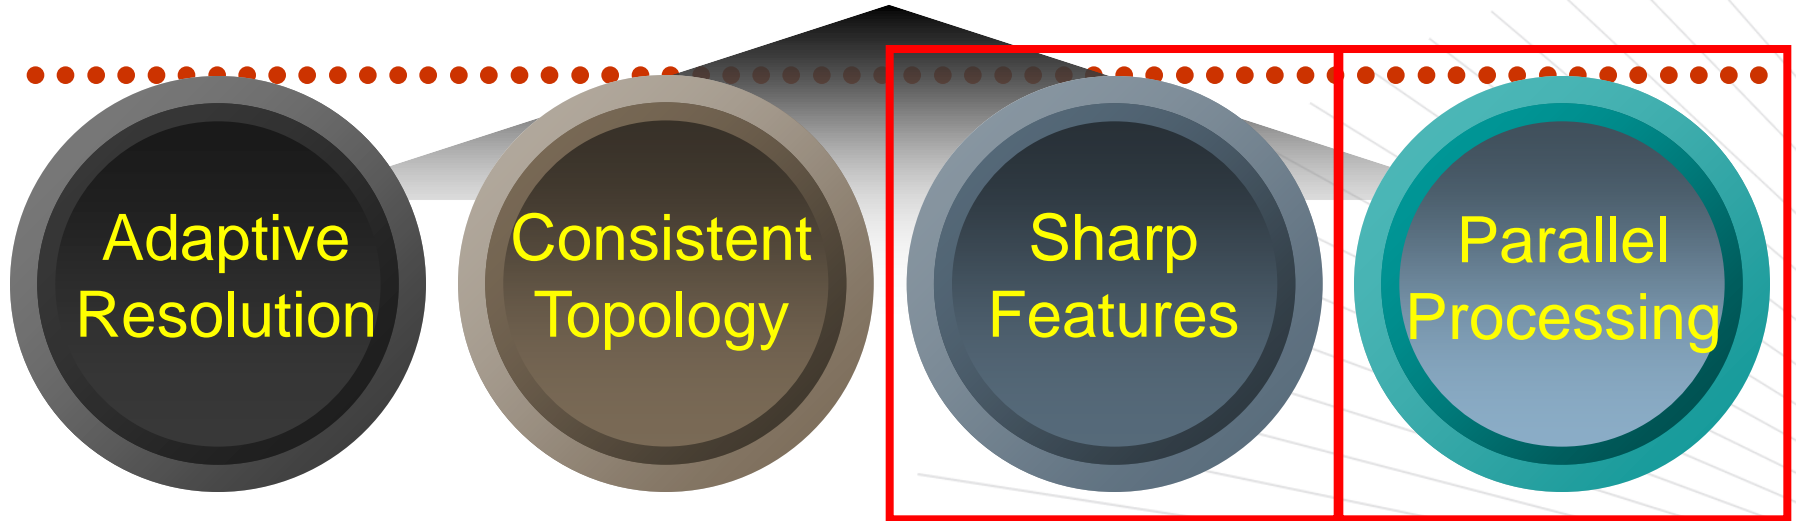 Adaptive
Resolution
Consistent
Topology
Sharp
Features
Parallel
Processing